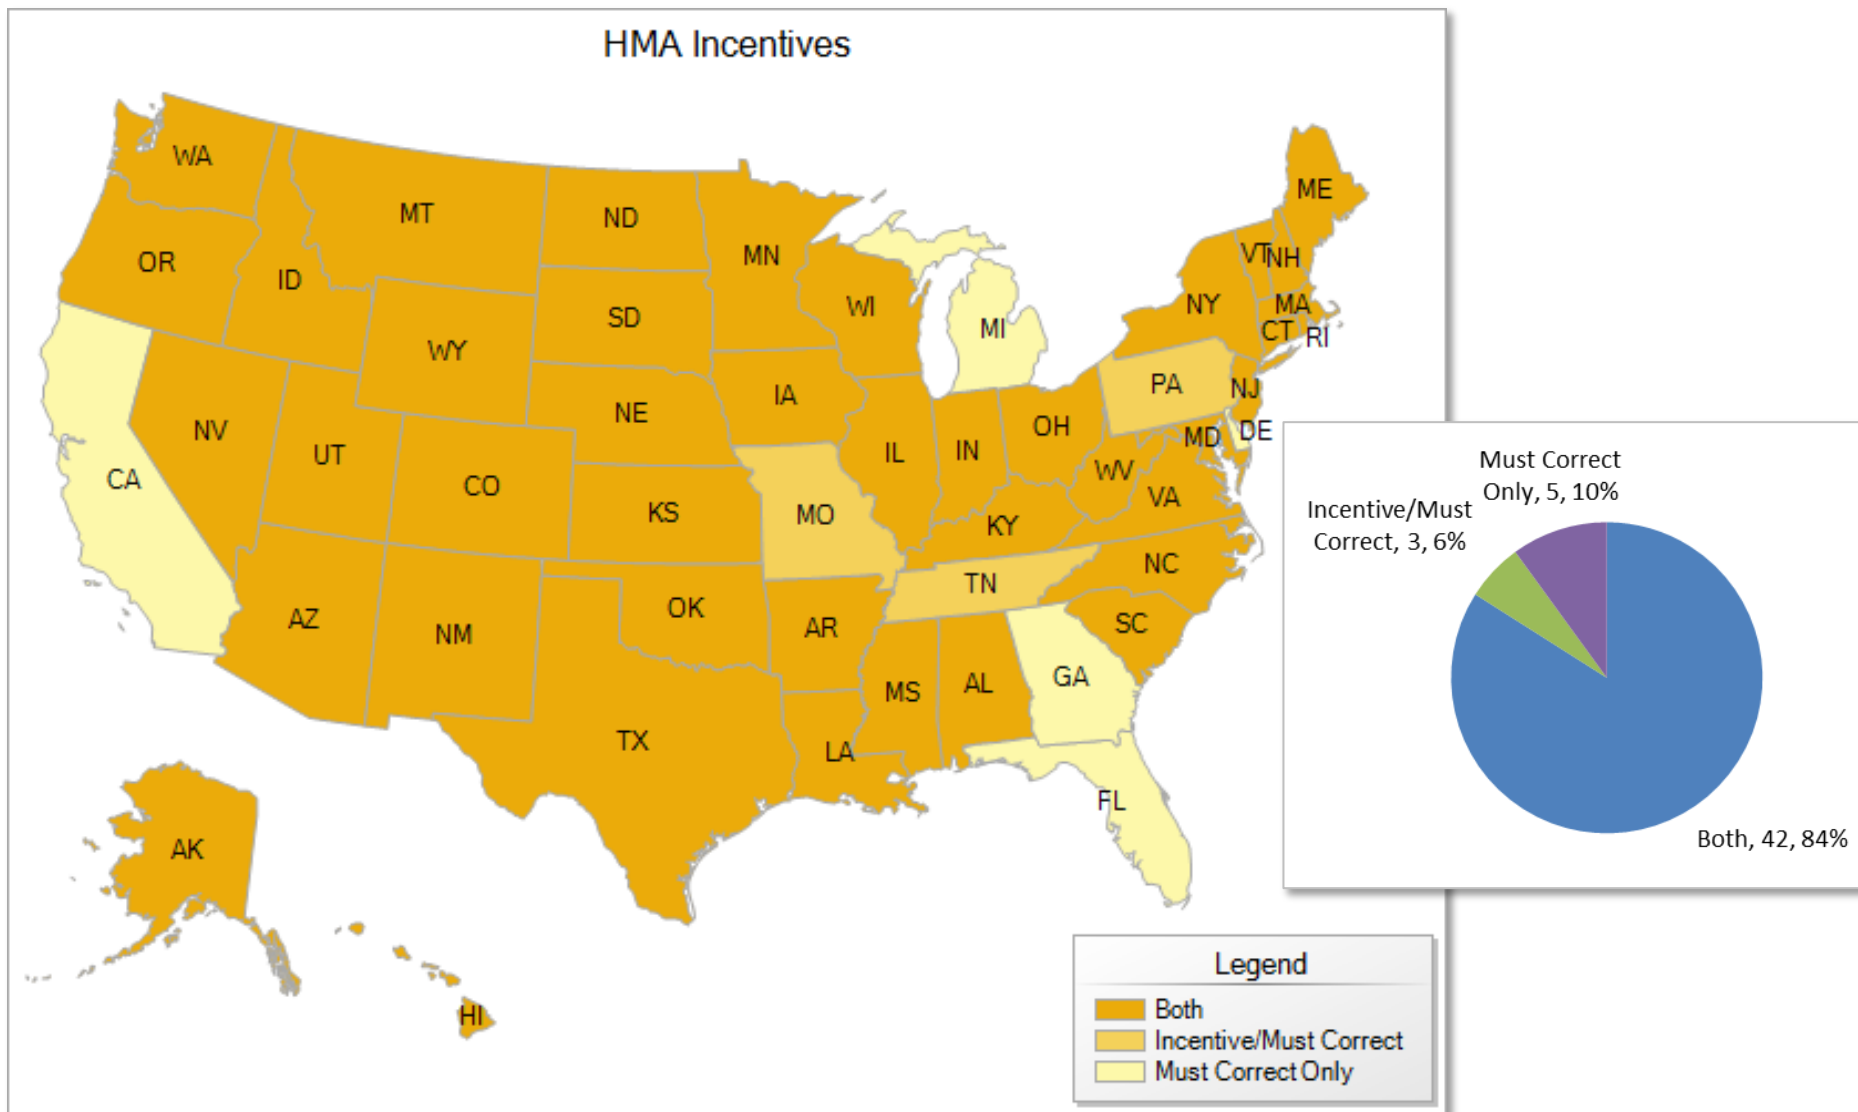 HMA Incentives
WA
MT
ND
MN
ME
OR
ID
SD
WI
MI
VT
NH
NY
MA
CT
RI
WY
IA
PA
NJ
NV
NE
IL
IN
OH
MD
DE
UT
CO
CA
KS
MO
WV
VA
KY
NC
TN
AZ
NM
OK
AR
SC
MS
AL
GA
TX
LA
FL
AK
HI
Must Correct
Only, 5, 10%
Incentive/Must
Correct, 3, 6%
Both, 42, 84%
Legend
Both
Incentive/Must Correct
Must Correct Only